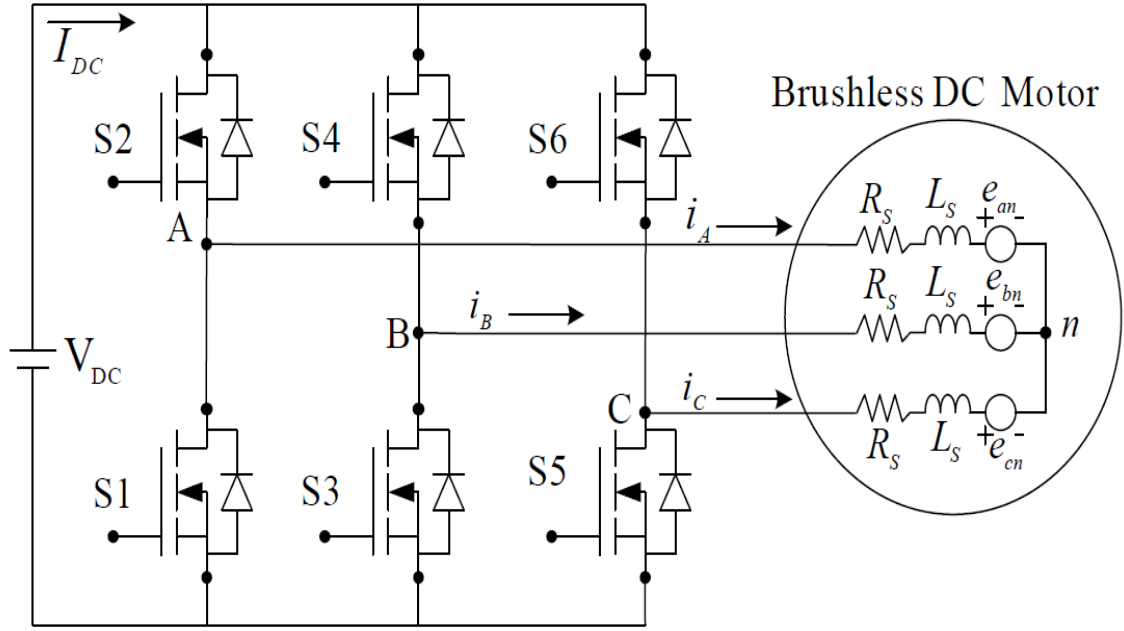 I_DC
Brushless DC Motor
S2
S4
S6
A
i_A
R_S
L_S
+ e_an -
B
i_B
R_S
L_S
+ e_bn -
n
V_DC
C
i_C
R_S
L_S
+ e_cn -
S1
S3
S5